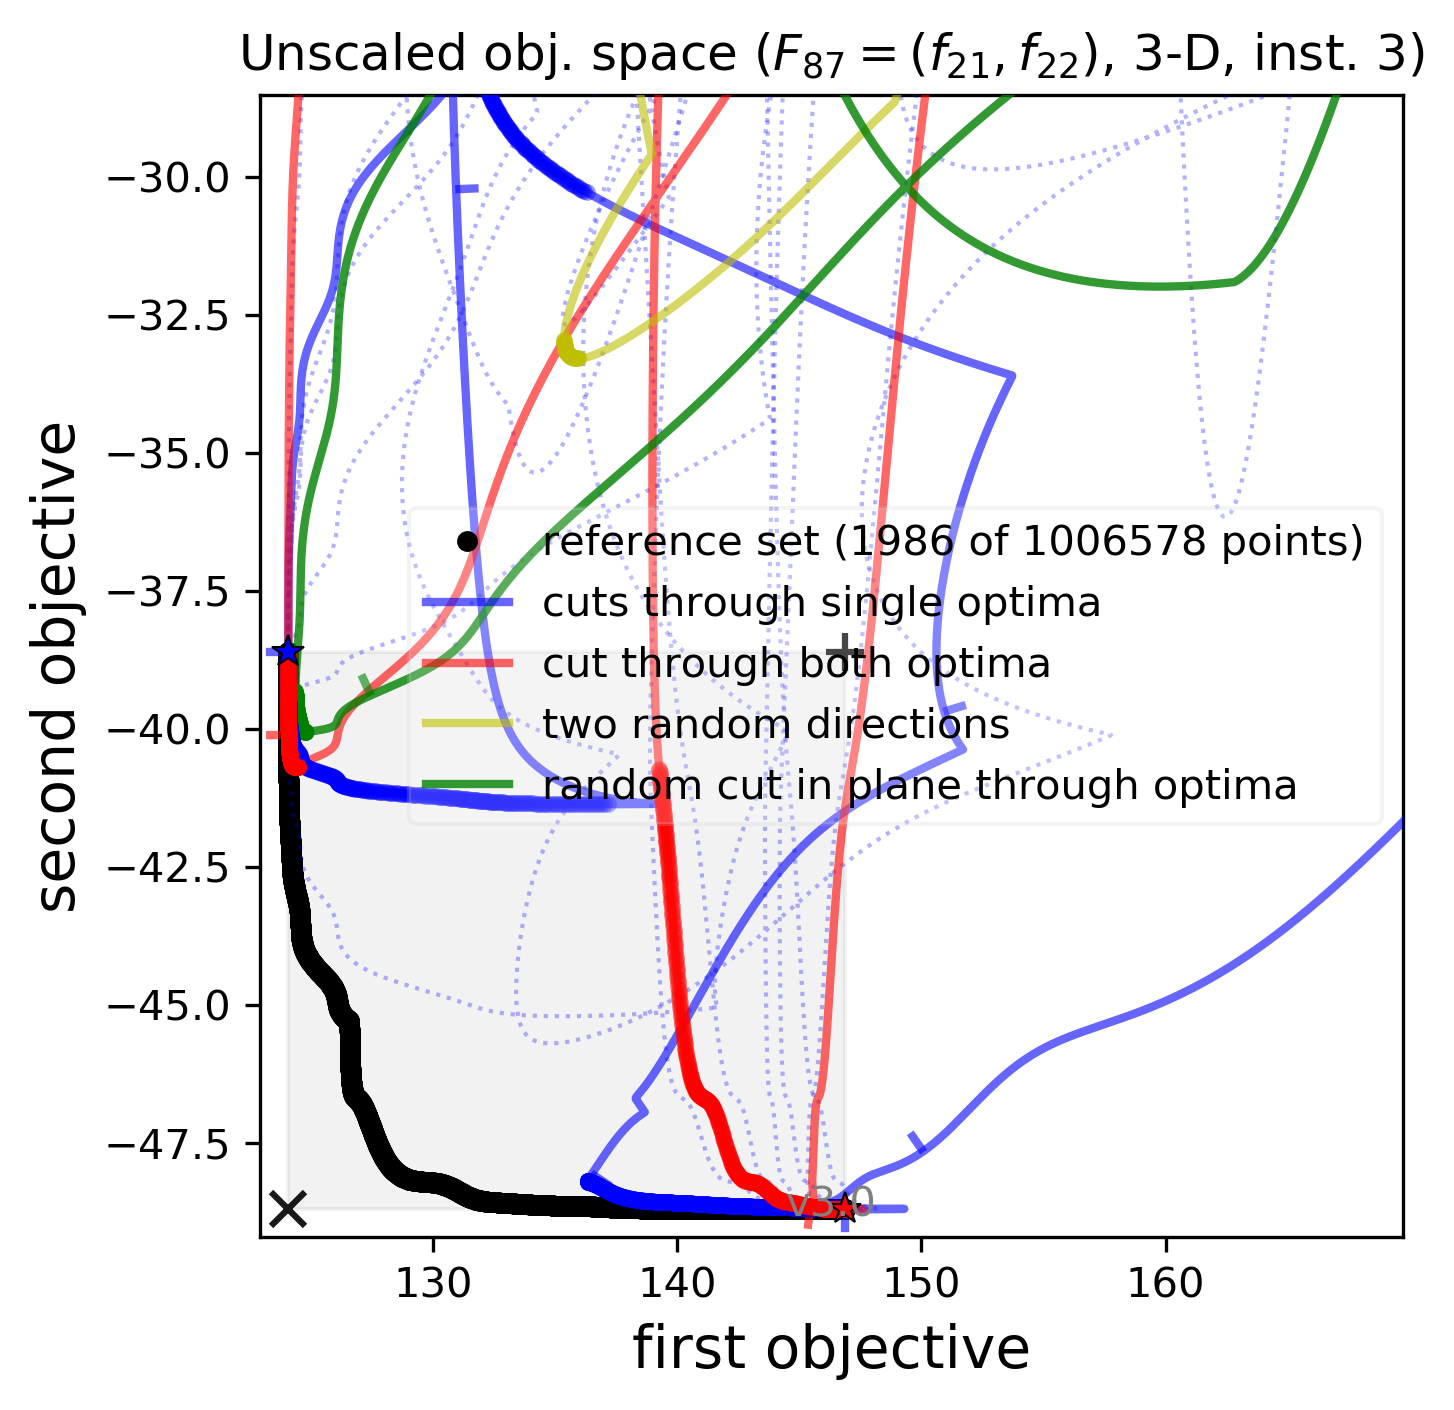 Unscaled obj. space (F₈₇ = (f₂₁, f₂₂), 3-D, inst. 3)
−30.0
−32.5
−35.0
−37.5
−40.0
−42.5
−45.0
−47.5
second objective
reference set (1986 of 1006578 points)
cuts through single optima
cut through both optima
two random directions
random cut in plane through optima
v3.0
130
140
150
160
first objective